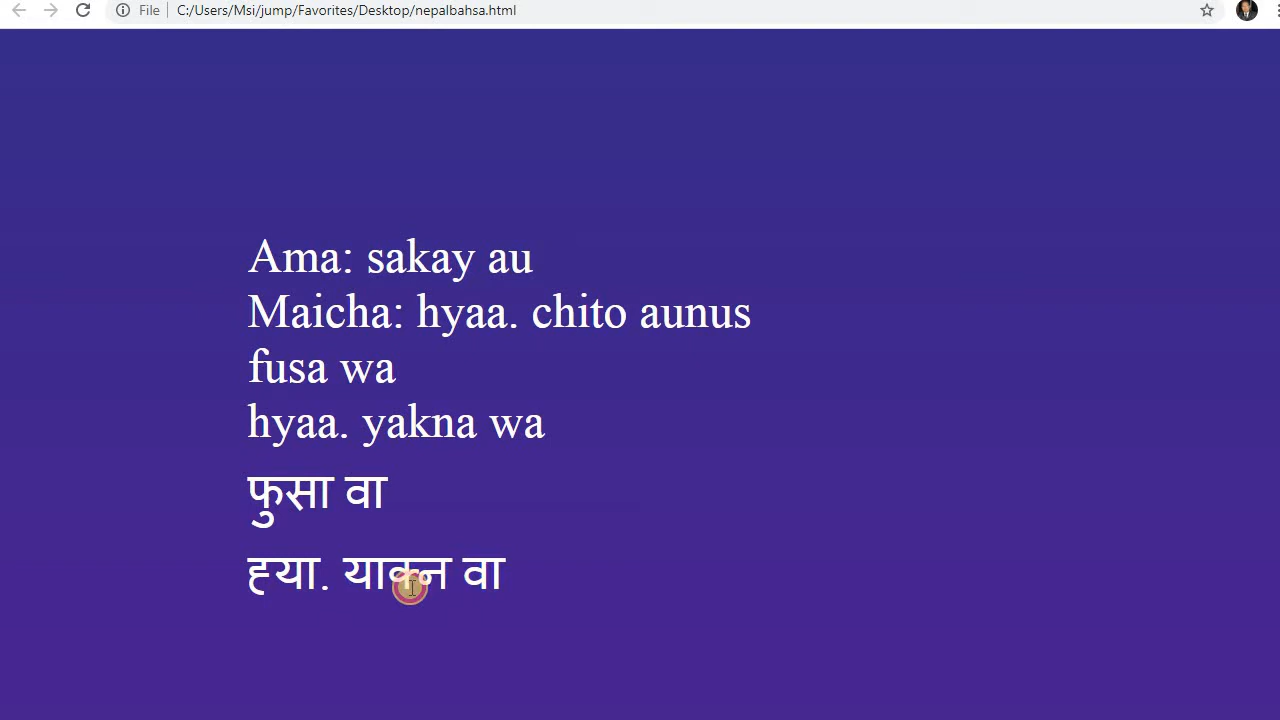 File
C:/Users/Msi/jump/Favorites/Desktop/nepalbahsa.html
Ama: sakay au
Maicha: hyaa. chito aunus
fusa wa
hyaa. yakna wa
फुसा वा
ह्या. याक्न वा